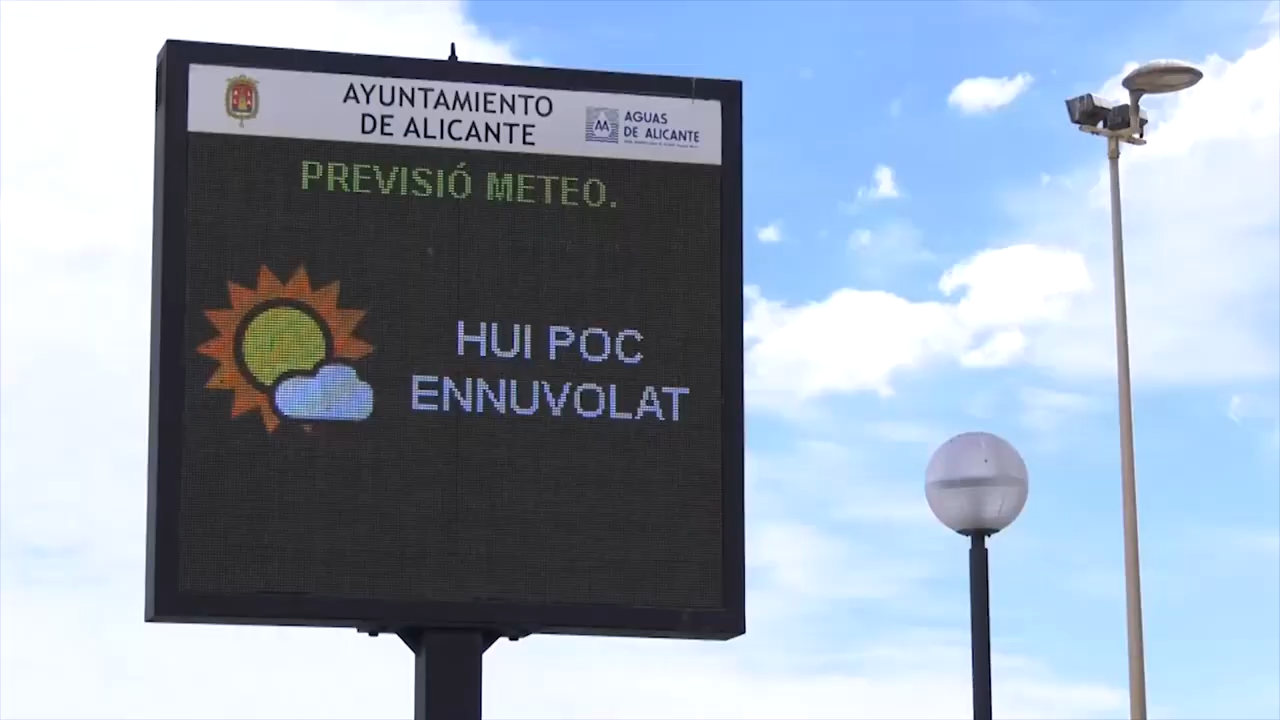 AYUNTAMIENTO
DE ALICANTE
AGUAS
DE ALICANTE
PREVISIÓ METEO.
HUI POC
ENNUVOLAT